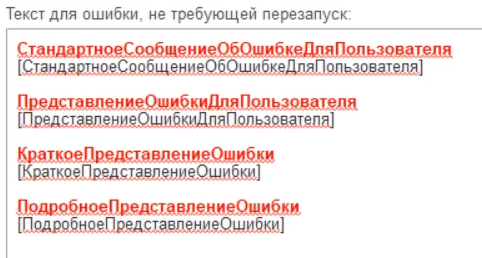 Текст для ошибки, не требующей перезапуск:
СтандартноеСообщениеОбОшибкеДляПользователя
[СтандартноеСообщениеОбОшибкеДляПользователя]
ПредставлениеОшибкиДляПользователя
[ПредставлениеОшибкиДляПользователя]
КраткоеПредставлениеОшибки
[КраткоеПредставлениеОшибки]
ПодробноеПредставлениеОшибки
[ПодробноеПредставлениеОшибки]